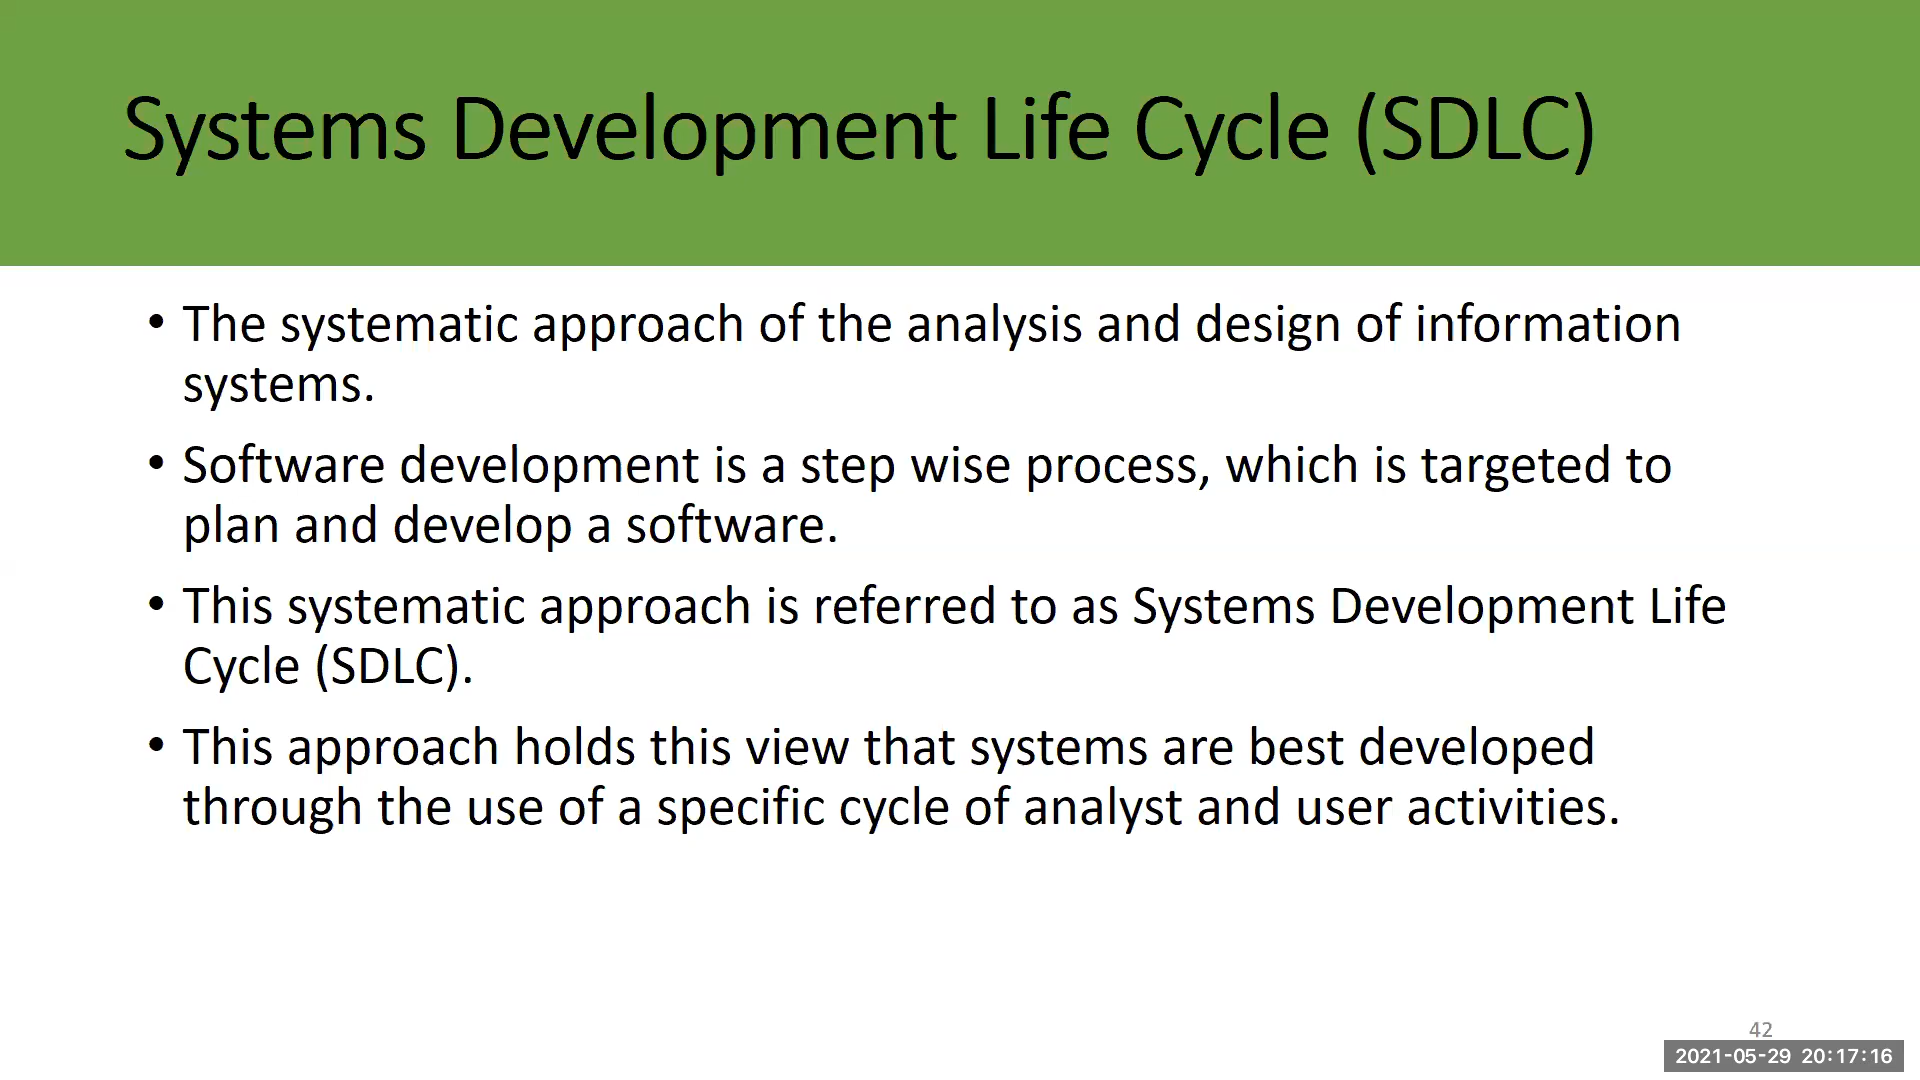 Systems Development Life Cycle (SDLC)
• The systematic approach of the analysis and design of information
systems.
• Software development is a step wise process, which is targeted to
plan and develop a software.
• This systematic approach is referred to as Systems Development Life
Cycle (SDLC).
• This approach holds this view that systems are best developed
through the use of a specific cycle of analyst and user activities.
42
2021-05-29 20:17:16